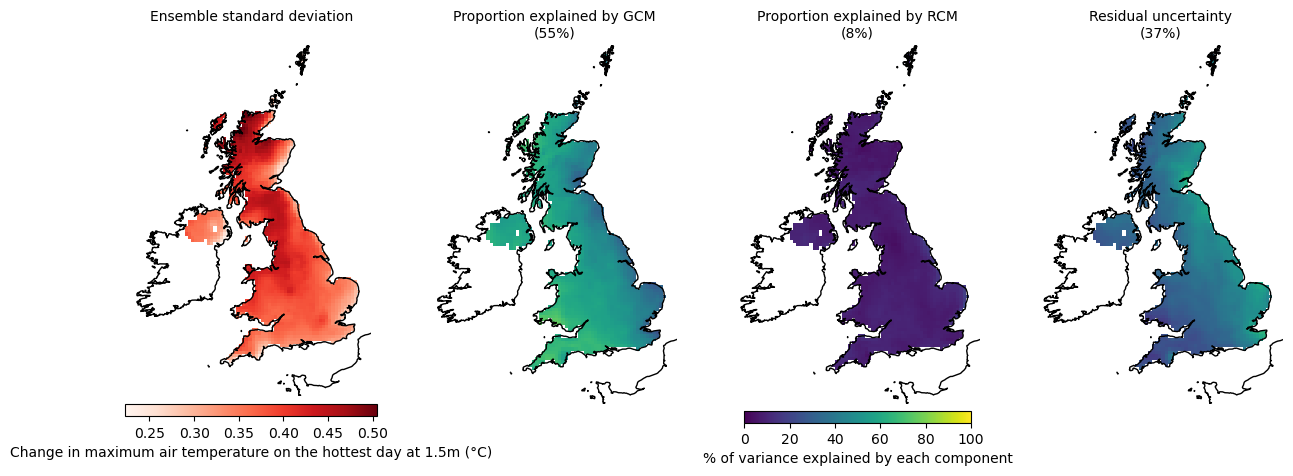 Ensemble standard deviation
Proportion explained by GCM
(55%)
Proportion explained by RCM
(8%)
Residual uncertainty
(37%)
0.25 0.30 0.35 0.40 0.45 0.50
Change in maximum air temperature on the hottest day at 1.5m (°C)
0 20 40 60 80 100
% of variance explained by each component